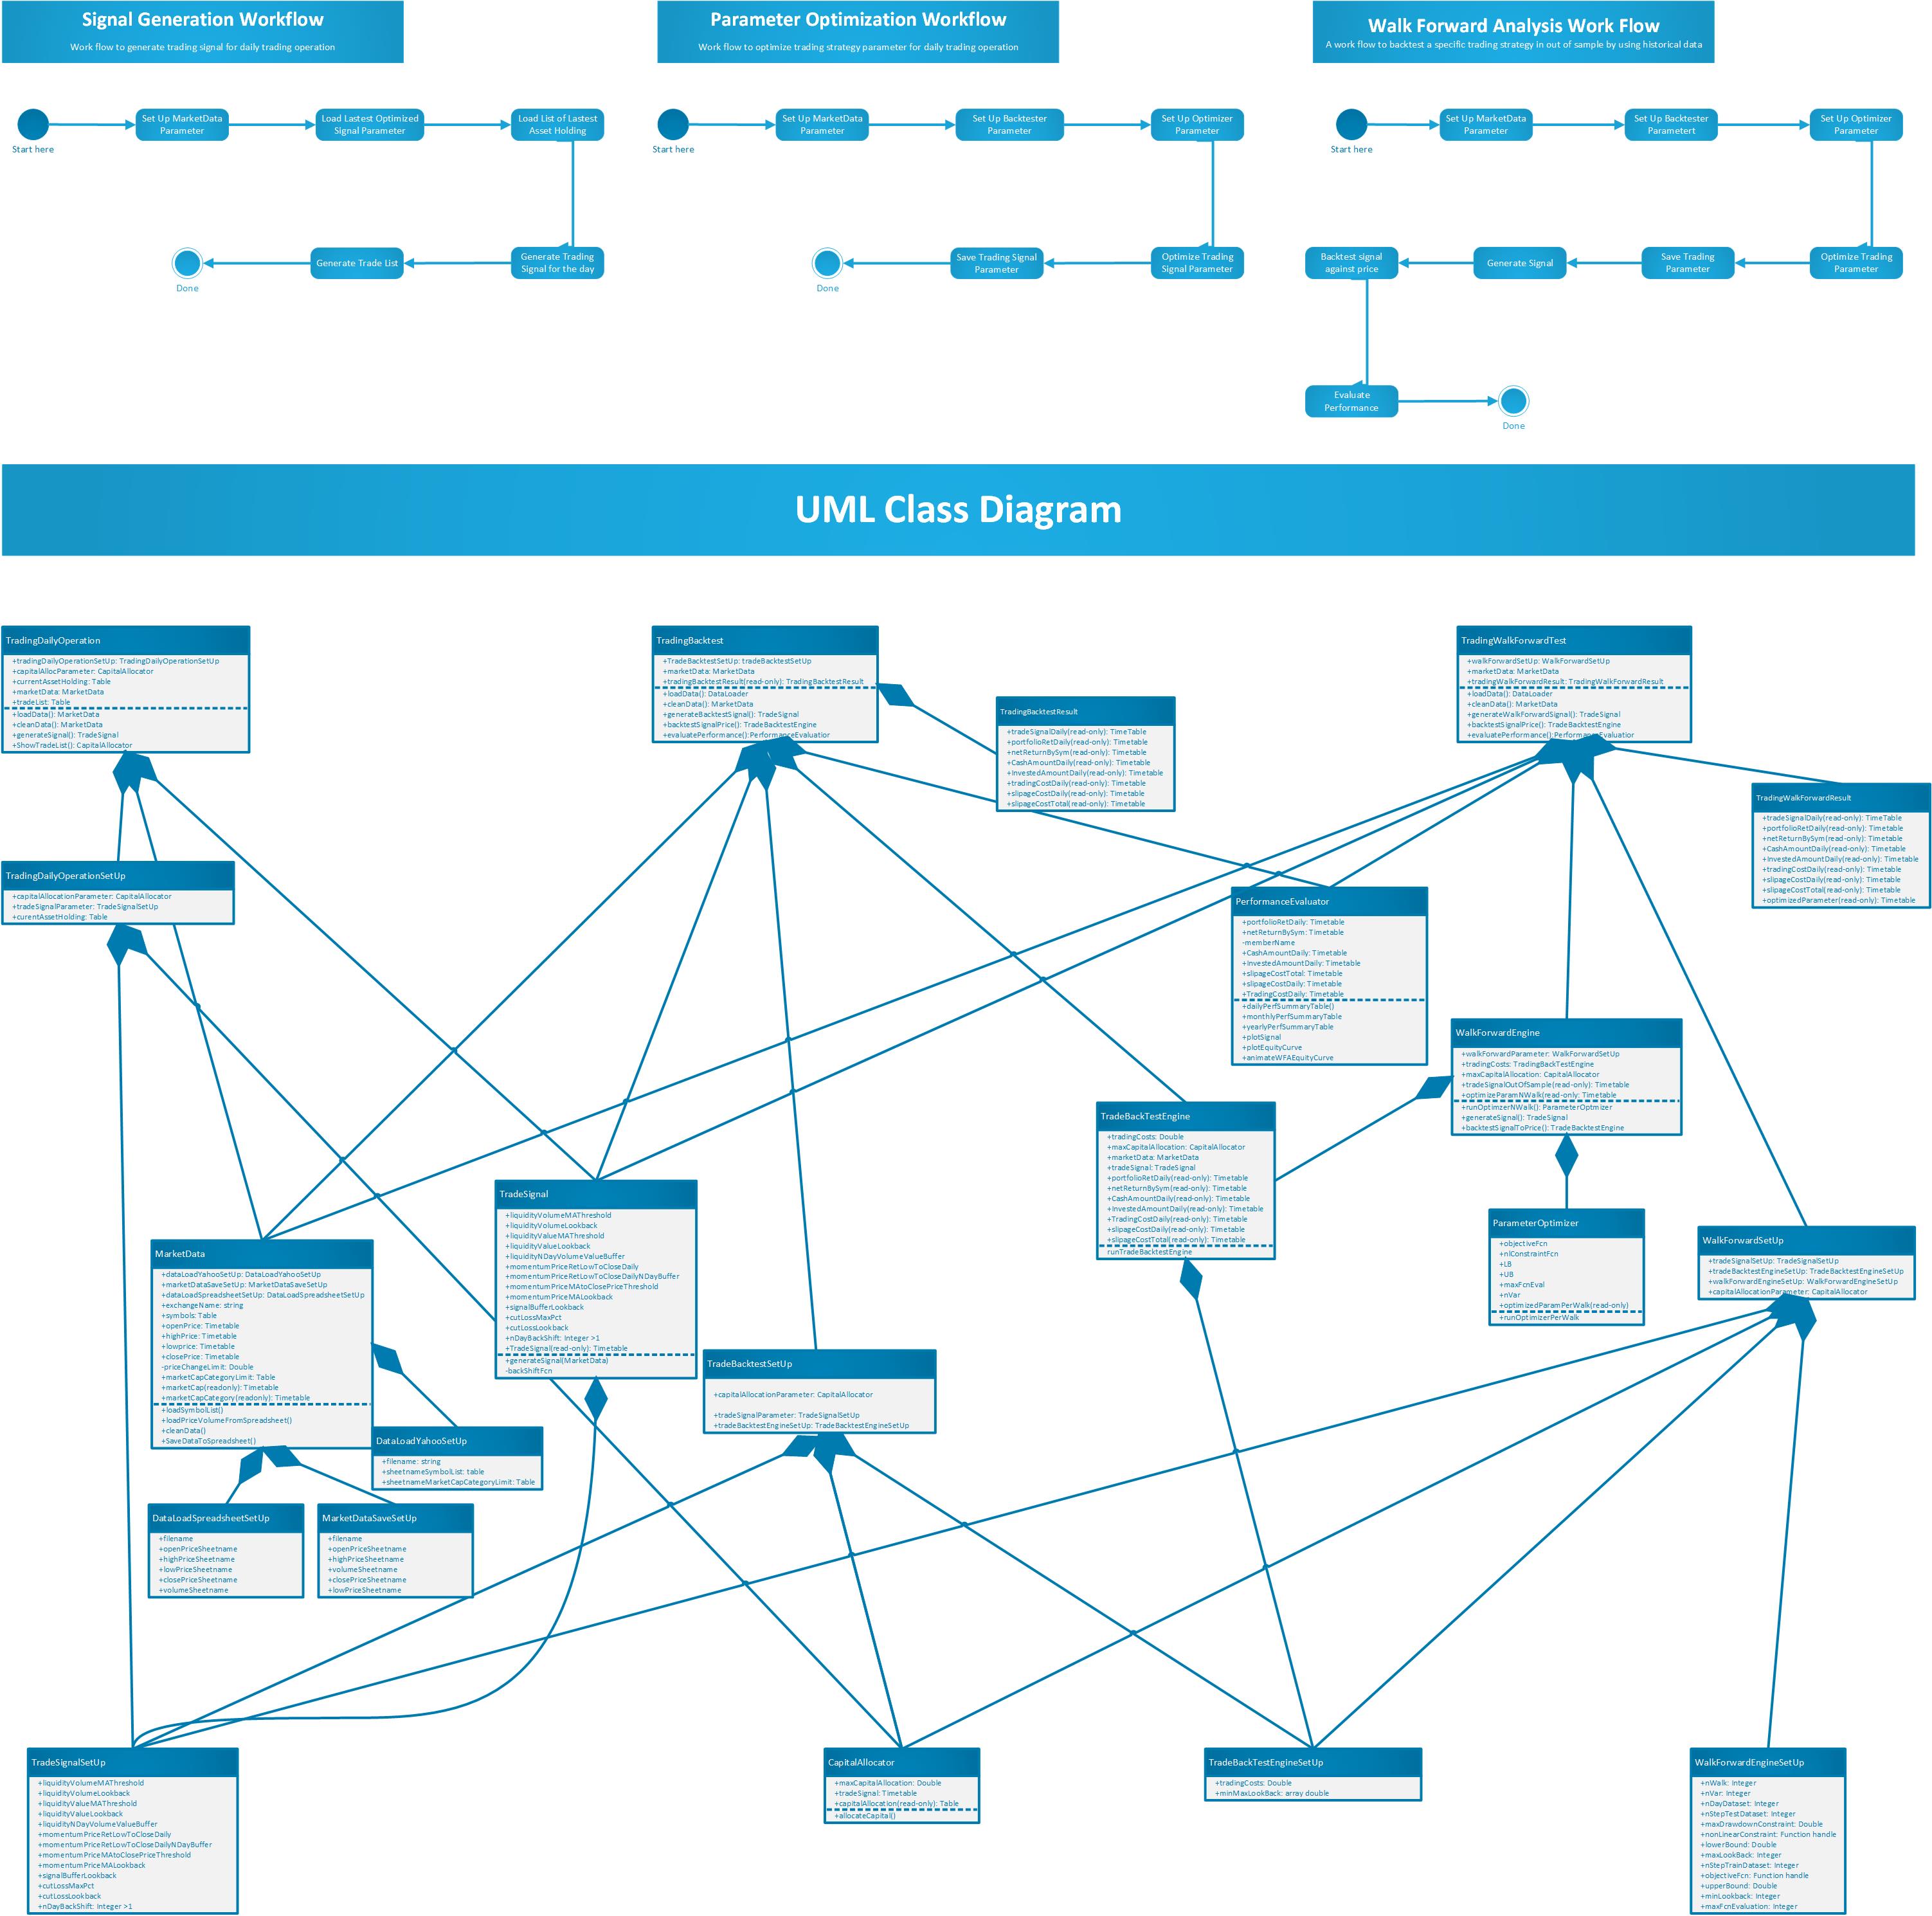 Signal Generation Workflow
Work flow to generate trading signal for daily trading operation
Start here
Set Up MarketData
Parameter
Load Lastest Optimized
Signal Parameter
Load List of Lastest
Asset Holding
Generate Trading
Signal for the day
Generate Trade List
Done
Parameter Optimization Workflow
Work flow to optimize trading strategy parameter for daily trading operation
Start here
Set Up MarketData
Parameter
Set Up Backtester
Parameter
Set Up Optimizer
Parameter
Optimize Trading
Signal Parameter
Save Trading Signal
Parameter
Done
Walk Forward Analysis Work Flow
A work flow to backtest a specific trading strategy in out of sample by using historical data
Start here
Set Up MarketData
Parameter
Set Up Backtester
Parametert
Set Up Optimizer
Parameter
Optimize Trading
Parameter
Save Trading
Parameter
Generate Signal
Backtest signal
against price
Evaluate
Performance
Done
UML Class Diagram
TradingDailyOperation
+tradingDailyOperationSetUp: TradingDailyOperationSetUp
+capitalAllocParameter: CapitalAllocator
+currentAssetHolding: Table
+marketData: MarketData
+tradeList: Table
+loadData(): MarketData
+cleanData(): MarketData
+generateSignal(): TradeSignal
+ShowTradeList(): CapitalAllocator
TradingBacktest
+TradeBacktestSetUp: tradeBacktestSetUp
+marketData: MarketData
+tradingBacktestResult(read-only): TradingBacktestResult
+loadData(): DataLoader
+cleanData(): MarketData
+generateBacktestSignal(): TradeSignal
+backtestSignalPrice(): TradeBacktestEngine
+evaluatePerformance():PerformanceEvaluatior
TradingBacktestResult
+tradeSignalDaily(read-only): TimeTable
+portfolioRetDaily(read-only): Timetable
+netReturnBySym(read-only): Timetable
+CashAmountDaily(read-only): Timetable
+InvestedAmountDaily(read-only): Timetable
+tradingCostDaily(read-only): Timetable
+slipageCostDaily(read-only): Timetable
+slipageCostTotal(read-only): Timetable
TradingWalkForwardTest
+walkForwardSetUp: WalkForwardSetUp
+marketData: MarketData
+tradingWalkForwardResult: TradingWalkForwardResult
+loadData(): DataLoader
+cleanData(): MarketData
+generateWalkForwardSignal(): TradeSignal
+backtestSignalPrice(): TradeBacktestEngine
+evaluatePerformance():PerformanceEvaluatior
TradingWalkForwardResult
+tradeSignalDaily(read-only): TimeTable
+portfolioRetDaily(read-only): Timetable
+netReturnBySym(read-only): Timetable
+CashAmountDaily(read-only): Timetable
+InvestedAmountDaily(read-only): Timetable
+tradingCostDaily(read-only): Timetable
+slipageCostDaily(read-only): Timetable
+slipageCostTotal(read-only): Timetable
+optimizedParameter(read-only): Timetable
TradingDailyOperationSetUp
+capitalAllocationParameter: CapitalAllocator
+tradeSignalParameter: TradeSignalSetUp
+curentAssetHolding: Table
PerformanceEvaluator
+portfolioRetDaily: Timetable
+netReturnBySym: Timetable
-memberName
+CashAmountDaily: Timetable
+InvestedAmountDaily: Timetable
+slipageCostTotal: Timetable
+slipageCostDaily: Timetable
+TradingCostDaily: Timetable
+dailyPerfSummaryTable()
+monthlyPerfSummaryTable
+yearlyPerfSummaryTable
+plotSignal
+plotEquityCurve
+animateWFAEquityCurve
WalkForwardEngine
+walkForwardParameter: WalkForwardSetUp
+tradingCosts: TradingBackTestEngine
+maxCapitalAllocation: CapitalAllocator
+tradeSignalOutOfSample(read-only): Timetable
+optimizeParamNWalk(read-only: Timetable
+runOptimzerNWalk(): ParameterOptmizer
+generateSignal(): TradeSignal
+backtestSignalToPrice(): TradeBacktestEngine
TradeBackTestEngine
+tradingCosts: Double
+maxCapitalAllocation: CapitalAllocator
+marketData: MarketData
+tradeSignal: TradeSignal
+portfolioRetDaily(read-only): Timetable
+netReturnBySym(read-only): Timetable
+CashAmountDaily(read-only): Timetable
+InvestedAmountDaily(read-only): Timetable
+TradingCostDaily(read-only): Timetable
+slipageCostDaily(read-only): Timetable
+slipageCostTotal(read-only): Timetable
runTradeBacktestEngine
ParameterOptimizer
+objectiveFcn
+nlConstraintFcn
+LB
+UB
+maxFcnEval
+nVar
+optimizedParamPerWalk(read-only)
+runOptimizerPerWalk
WalkForwardSetUp
+tradeSignalSetUp: TradeSignalSetUp
+tradeBacktestEngineSetUp: TradeBacktestEngineSetUp
+walkForwardEngineSetUp: WalkForwardEngineSetUp
+capitalAllocationParameter: CapitalAllocator
TradeSignal
+liquidityVolumeMAThreshold
+liquidityVolumeLookback
+liquidityValueMAThreshold
+liquidityValueLookback
+liquidityNDayVolumeValueBuffer
+momentumPriceRetLowToCloseDaily
+momentumPriceRetLowToCloseDailyNDayBuffer
+momentumPriceMAtoClosePriceThreshold
+momentumPriceMALookback
+signalBufferLookback
+cutLossMaxPct
+cutLossLookback
+nDayBackShift: Integer >1
+TradeSignal(read-only): Timetable
+generateSignal(MarketData)
-backShiftFcn
MarketData
+dataLoadYahooSetUp: DataLoadYahooSetUp
+marketDataSaveSetUp: MarketDataSaveSetUp
+dataLoadSpreadsheetSetUp: DataLoadSpreadsheetSetUp
+exchangeName: string
+symbols: Table
+openPrice: Timetable
+highPrice: Timetable
+lowprice: Timetable
+closePrice: Timetable
-priceChangeLimit: Double
+marketCapCategoryLimit: Table
+marketCap(readonly): Timetable
+marketCapCategory(readonly): Timetable
+loadSymbolList()
+loadPriceVolumeFromSpreadsheet()
+cleanData()
+SaveDataToSpreadsheet()
TradeBacktestSetUp
+capitalAllocationParameter: CapitalAllocator
+tradeSignalParameter: TradeSignalSetUp
+tradeBacktestEngineSetUp: TradeBacktestEngineSetUp
DataLoadYahooSetUp
+filename: string
+sheetnameSymbolList: table
+sheetnameMarketCapCategoryLimit: Table
DataLoadSpreadsheetSetUp
+filename
+openPriceSheetname
+highPriceSheetname
+lowPriceSheetname
+closePriceSheetname
+volumeSheetname
MarketDataSaveSetUp
+filename
+openPriceSheetname
+highPriceSheetname
+volumeSheetname
+closePriceSheetname
+lowPriceSheetname
TradeSignalSetUp
+liquidityVolumeMAThreshold
+liquidityVolumeLookback
+liquidityValueMAThreshold
+liquidityValueLookback
+liquidityNDayVolumeValueBuffer
+momentumPriceRetLowToCloseDaily
+momentumPriceRetLowToCloseDailyNDayBuffer
+momentumPriceMAtoClosePriceThreshold
+momentumPriceMALookback
+signalBufferLookback
+cutLossMaxPct
+cutLossLookback
+nDayBackShift: Integer >1
CapitalAllocator
+maxCapitalAllocation: Double
+tradeSignal: Timetable
+capitalAllocation(read-only): Table
+allocateCapital()
TradeBackTestEngineSetUp
+tradingCosts: Double
+minMaxLookBack: array double
WalkForwardEngineSetUp
+nWalk: integer
+nVar: Integer
+nDayDataset: Integer
+nStepTestDataset: Integer
+maxDrawdownConstraint: Double
+nonLinearConstraint: Function handle
+lowerBound: Double
+maxLookBack: Integer
+nStepTrainDataset: Integer
+objectiveFcn: Function handle
+upperBound: Double
+minLookback: Integer
+maxFcnEvaluation: Integer